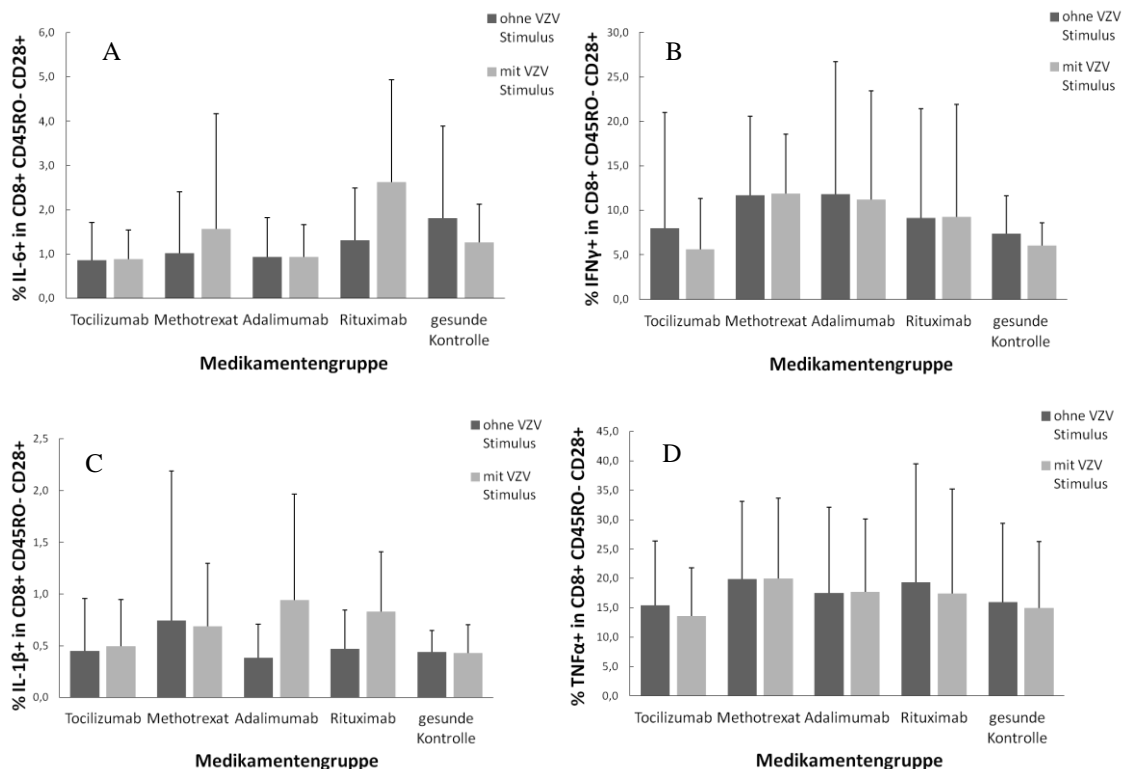 A
% IL-6+ in CD8+ CD45RO- CD28+
6,0
5,0
4,0
3,0
2,0
1,0
0,0
Tocilizumab Methotrexat Adalimumab Rituximab gesunde
Kontrolle
Medikamentengruppe
ohne VZV
Stimulus
mit VZV
Stimulus
B
% IFNγ+ in CD8+ CD45RO- CD28+
30,0
25,0
20,0
15,0
10,0
5,0
0,0
Tocilizumab Methotrexat Adalimumab Rituximab gesunde
Kontrolle
Medikamentengruppe
ohne VZV
Stimulus
mit VZV
Stimulus
C
% IL-1β+ in CD8+ CD45RO- CD28+
2,5
2,0
1,5
1,0
0,5
0,0
Tocilizumab Methotrexat Adalimumab Rituximab gesunde
Kontrolle
Medikamentengruppe
ohne VZV
Stimulus
mit VZV
Stimulus
D
% TNFα+ in CD8+ CD45RO- CD28+
45,0
40,0
35,0
30,0
25,0
20,0
15,0
10,0
5,0
0,0
Tocilizumab Methotrexat Adalimumab Rituximab gesunde
Kontrolle
Medikamentengruppe
ohne VZV
Stimulus
mit VZV
Stimulus